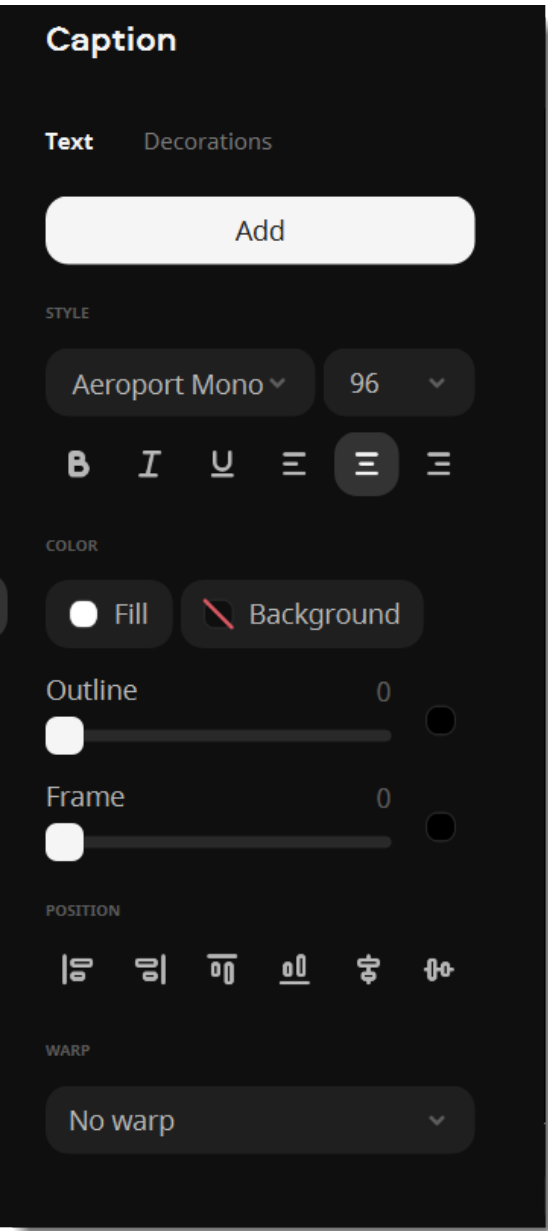 Caption
Text Decorations
Add
STYLE
Aeroport Mono 96
B I U
COLOR
Fill Background
Outline 0
Frame 0
POSITION
WARP
No warp